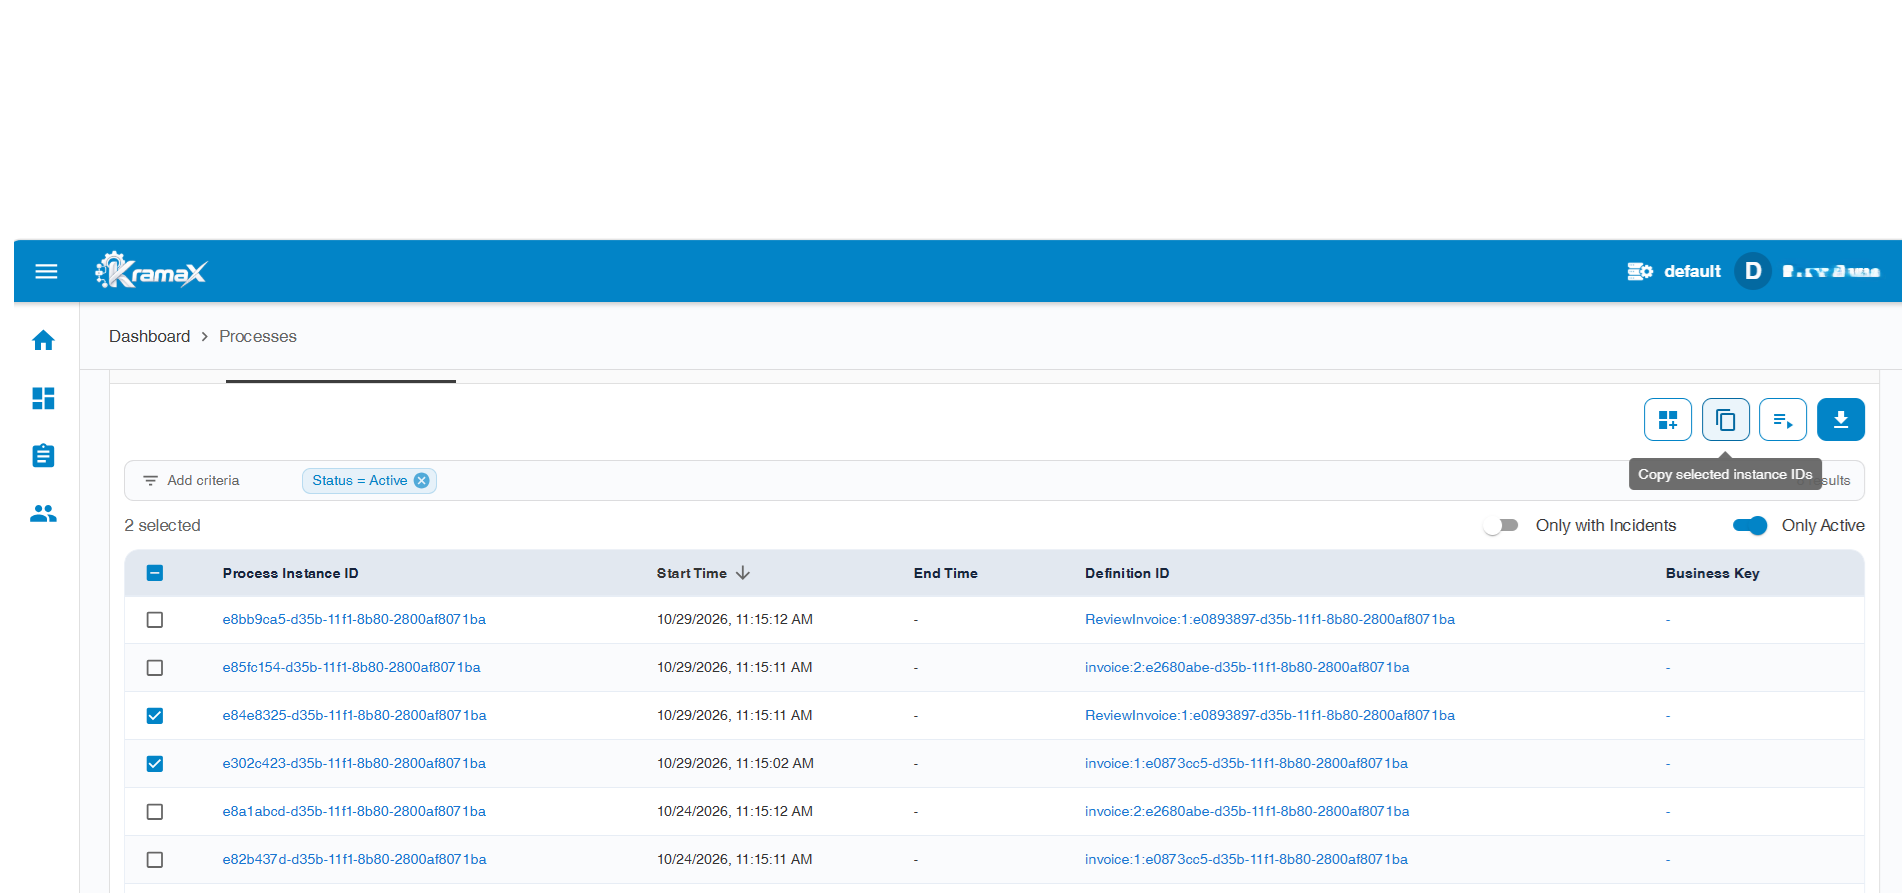 KramaX
default
D
Dashboard > Processes
Copy selected instance IDs
Add criteria
Status = Active
2 selected
Only with Incidents
Only Active
Process Instance ID Start Time End Time Definition ID Business Key
e8bb9ca5-d35b-11f1-8b80-2800af8071ba 10/29/2026, 11:15:12 AM - ReviewInvoice:1:e0893897-d35b-11f1-8b80-2800af8071ba -
e85fc154-d35b-11f1-8b80-2800af8071ba 10/29/2026, 11:15:11 AM - invoice:2:e2680abe-d35b-11f1-8b80-2800af8071ba -
e84e8325-d35b-11f1-8b80-2800af8071ba 10/29/2026, 11:15:11 AM - ReviewInvoice:1:e0893897-d35b-11f1-8b80-2800af8071ba -
e302c423-d35b-11f1-8b80-2800af8071ba 10/29/2026, 11:15:02 AM - invoice:1:e0873cc5-d35b-11f1-8b80-2800af8071ba -
e8a1abcd-d35b-11f1-8b80-2800af8071ba 10/24/2026, 11:15:12 AM - invoice:2:e2680abe-d35b-11f1-8b80-2800af8071ba -
e82b437d-d35b-11f1-8b80-2800af8071ba 10/24/2026, 11:15:11 AM - invoice:1:e0873cc5-d35b-11f1-8b80-2800af8071ba -